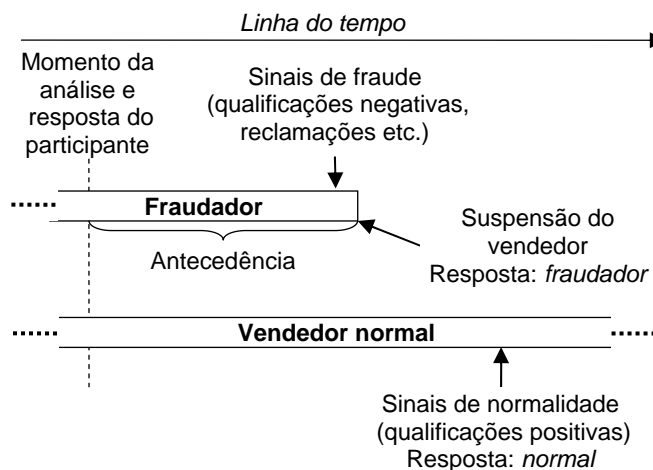 Linha do tempo
Momento da
análise e
resposta do
participante
Sinais de fraude
(qualificações negativas,
reclamações etc.)
Fraudador
Antecedência
Suspensão do
vendedor
Resposta: fraudador
Vendedor normal
Sinais de normalidade
(qualificações positivas)
Resposta: normal